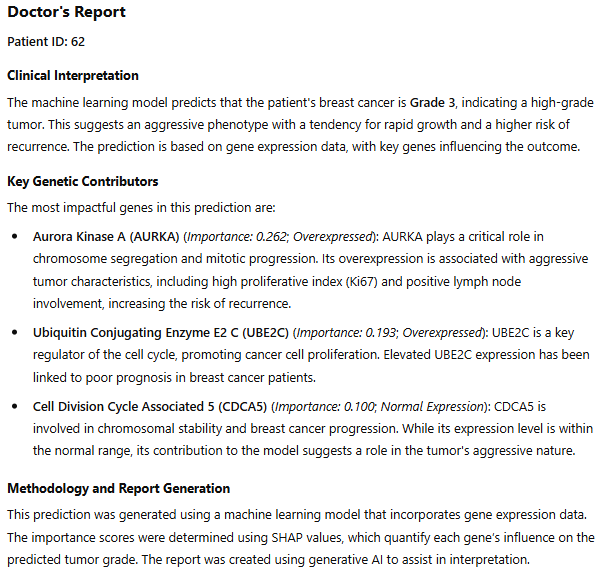 Doctor's Report
Patient ID: 62
Clinical Interpretation
The machine learning model predicts that the patient's breast cancer is Grade 3, indicating a high-grade
tumor. This suggests an aggressive phenotype with a tendency for rapid growth and a higher risk of
recurrence. The prediction is based on gene expression data, with key genes influencing the outcome.
Key Genetic Contributors
The most impactful genes in this prediction are:
• Aurora Kinase A (AURKA) (Importance: 0.262; Overexpressed): AURKA plays a critical role in
chromosome segregation and mitotic progression. Its overexpression is associated with aggressive
tumor characteristics, including high proliferative index (Ki67) and positive lymph node
involvement, increasing the risk of recurrence.
• Ubiquitin Conjugating Enzyme E2 C (UBE2C) (Importance: 0.193; Overexpressed): UBE2C is a key
regulator of the cell cycle, promoting cancer cell proliferation. Elevated UBE2C expression has been
linked to poor prognosis in breast cancer patients.
• Cell Division Cycle Associated 5 (CDCA5) (Importance: 0.100; Normal Expression): CDCA5 is
involved in chromosomal stability and breast cancer progression. While its expression level is within
the normal range, its contribution to the model suggests a role in the tumor's aggressive nature.
Methodology and Report Generation
This prediction was generated using a machine learning model that incorporates gene expression data.
The importance scores were determined using SHAP values, which quantify each gene's influence on the
predicted tumor grade. The report was created using generative AI to assist in interpretation.